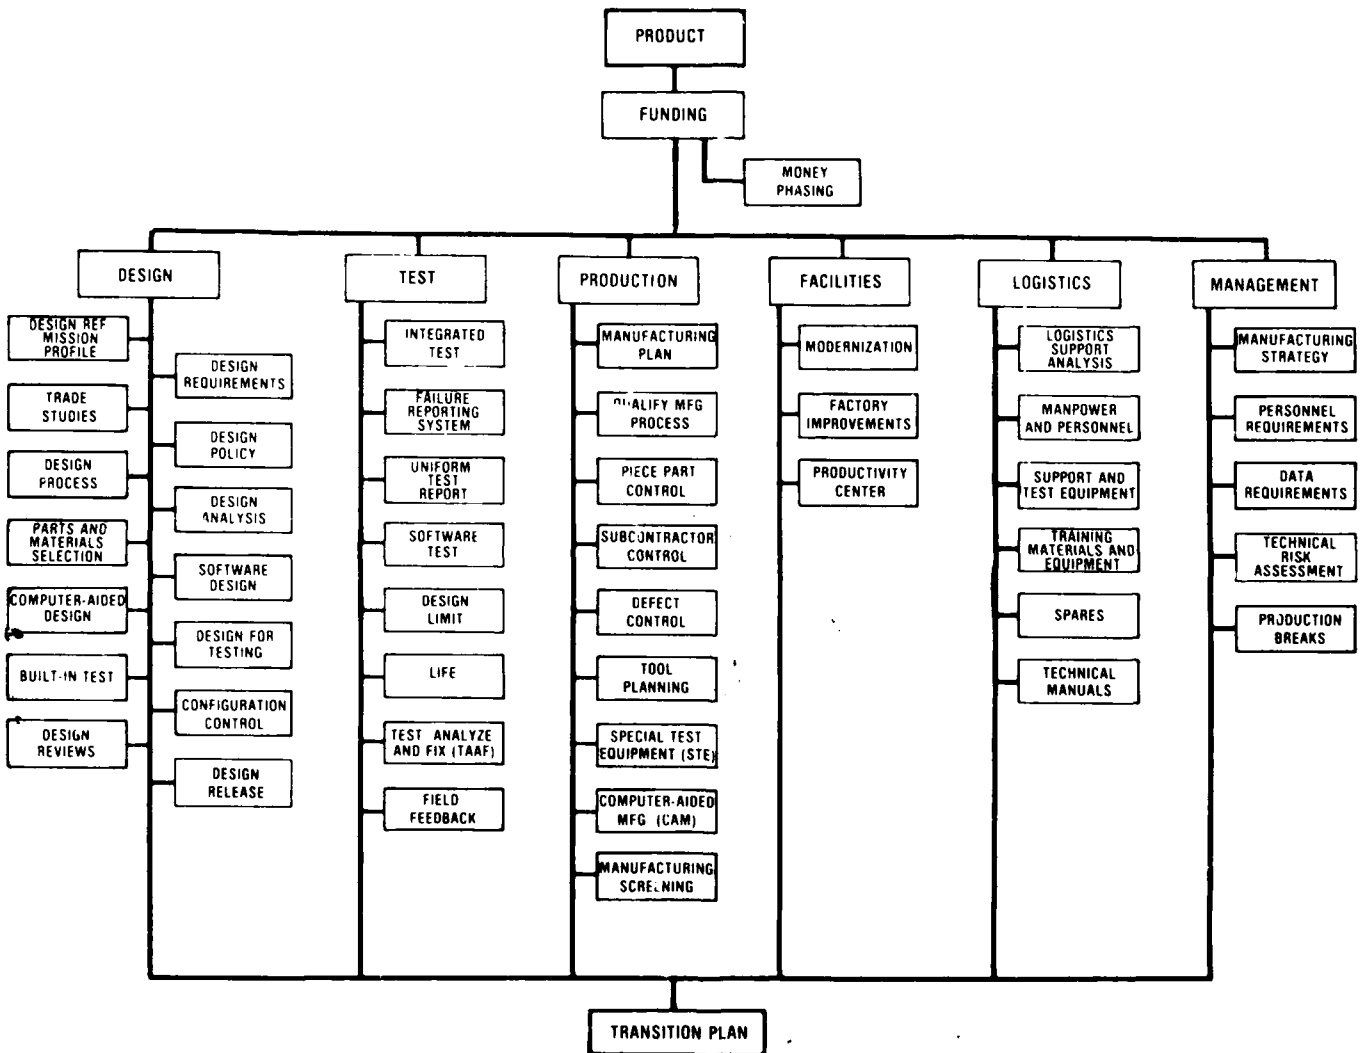 PRODUCT
FUNDING
MONEY
PHASING
DESIGN
TEST
PRODUCTION
FACILITIES
LOGISTICS
MANAGEMENT
DESIGN REF
MISSION
PROFILE
TRADE
STUDIES
DESIGN
PROCESS
PARTS AND
MATERIALS
SELECTION
COMPUTER-AIDED
DESIGN
BUILT-IN TEST
DESIGN
REVIEWS
DESIGN
REQUIREMENTS
DESIGN
POLICY
DESIGN
ANALYSIS
SOFTWARE
DESIGN
DESIGN FOR
TESTING
CONFIGURATION
CONTROL
DESIGN
RELEASE
INTEGRATED
TEST
FAILURE
REPORTING
SYSTEM
UNIFORM
TEST
REPORT
SOFTWARE
TEST
DESIGN
LIMIT
LIFE
TEST ANALYZE
AND FIX (TAAF)
FIELD
FEEDBACK
MANUFACTURING
PLAN
QUALIFY MFG
PROCESS
PIECE PART
CONTROL
SUBCONTRACTOR
CONTROL
DEFECT
CONTROL
TOOL
PLANNING
SPECIAL TEST
EQUIPMENT (STE)
COMPUTER-AIDED
MFG (CAM)
MANUFACTURING
SCREENING
MODERNIZATION
FACTORY
IMPROVEMENTS
PRODUCTIVITY
CENTER
LOGISTICS
SUPPORT
ANALYSIS
MANPOWER
AND PERSONNEL
SUPPORT AND
TEST EQUIPMENT
TRAINING
MATERIALS AND
EQUIPMENT
SPARES
TECHNICAL
MANUALS
MANUFACTURING
STRATEGY
PERSONNEL
REQUIREMENTS
DATA
REQUIREMENTS
TECHNICAL
RISK
ASSESSMENT
PRODUCTION
BREAKS
TRANSITION PLAN